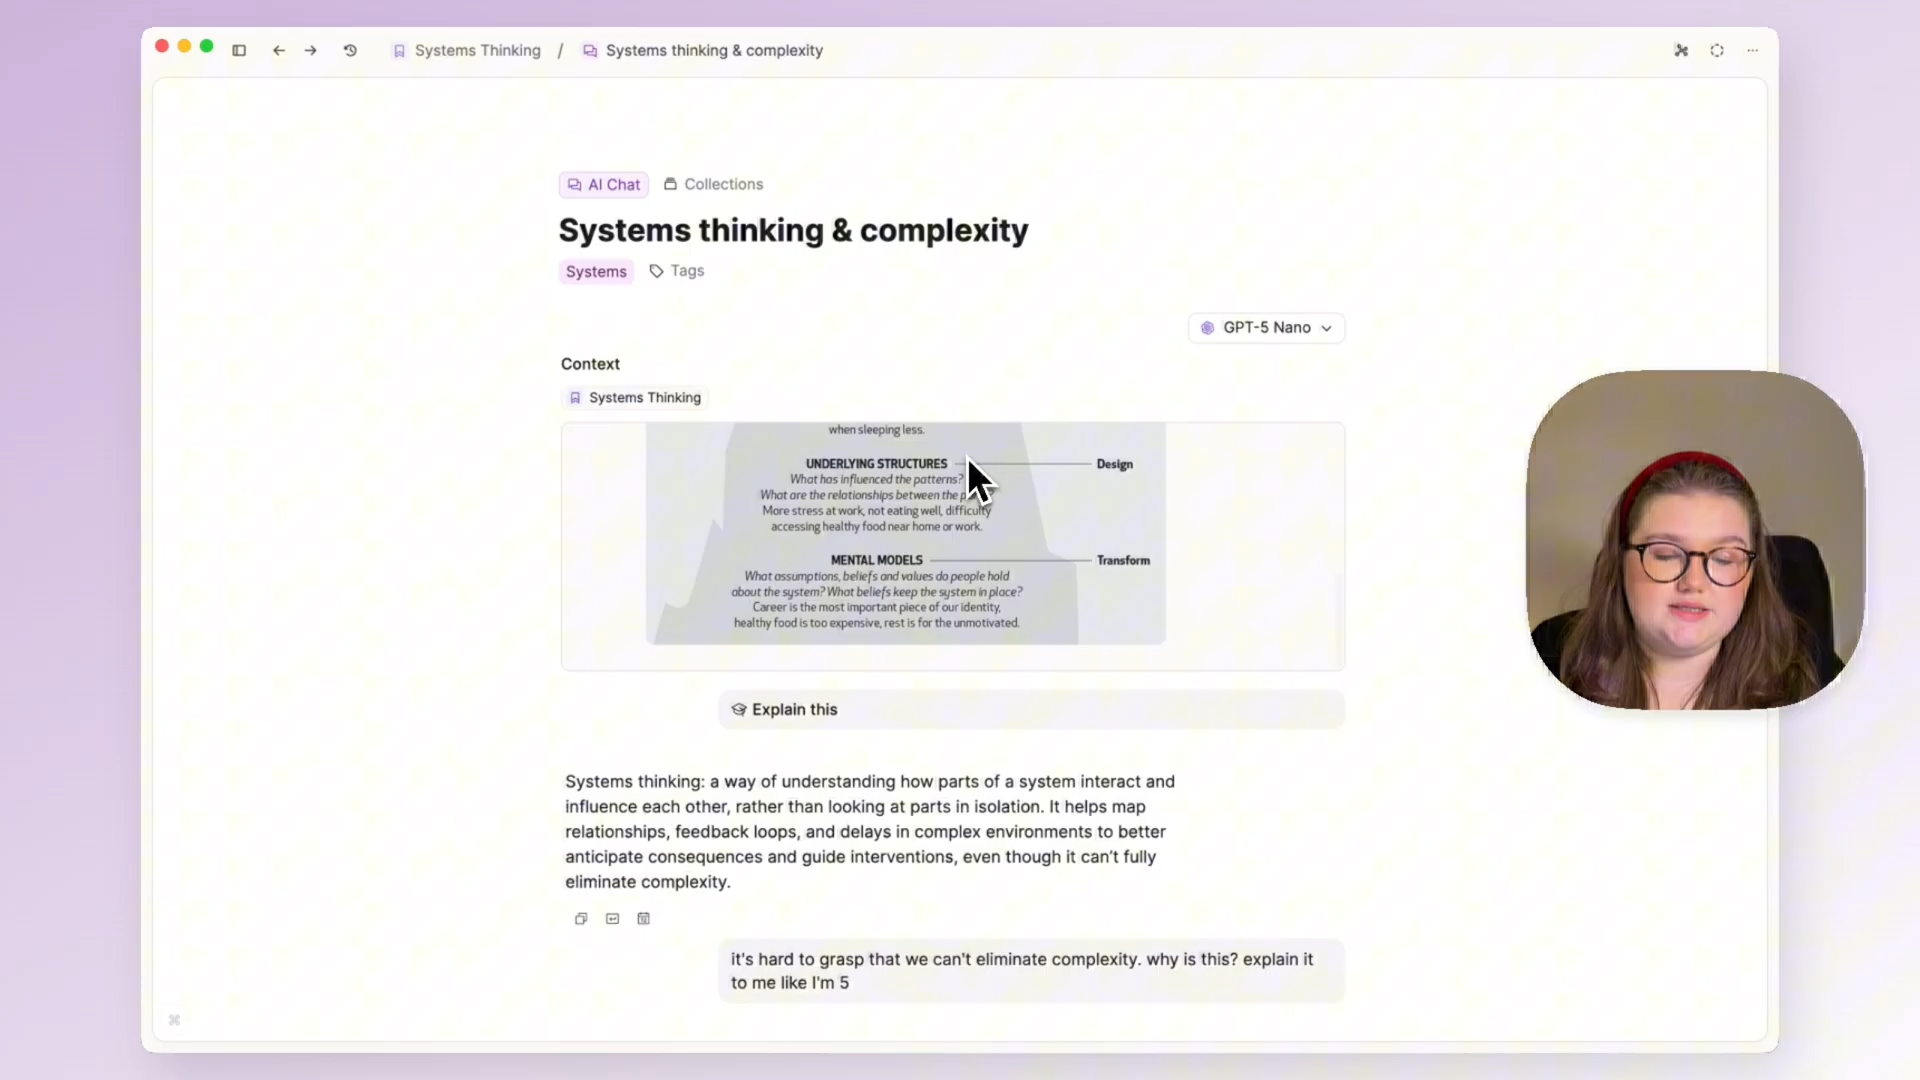 Systems Thinking / Systems thinking & complexity
AI Chat Collections
Systems thinking & complexity
Systems Tags
GPT-5 Nano
Context
Systems Thinking
when sleeping less.
UNDERLYING STRUCTURES Design
What has influenced the patterns?
What are the relationships between the
More stress at work, not eating well, difficulty
accessing healthy food near home or work.
MENTAL MODELS Transform
What assumptions, beliefs and values do people hold
about the system? What beliefs keep the system in place?
Career is the most important piece of our identity,
healthy food is too expensive, rest is for the unmotivated.
Explain this
Systems thinking: a way of understanding how parts of a system interact and
influence each other, rather than looking at parts in isolation. It helps map
relationships, feedback loops, and delays in complex environments to better
anticipate consequences and guide interventions, even though it can’t fully
eliminate complexity.
it's hard to grasp that we can't eliminate complexity. why is this? explain it
to me like I'm 5